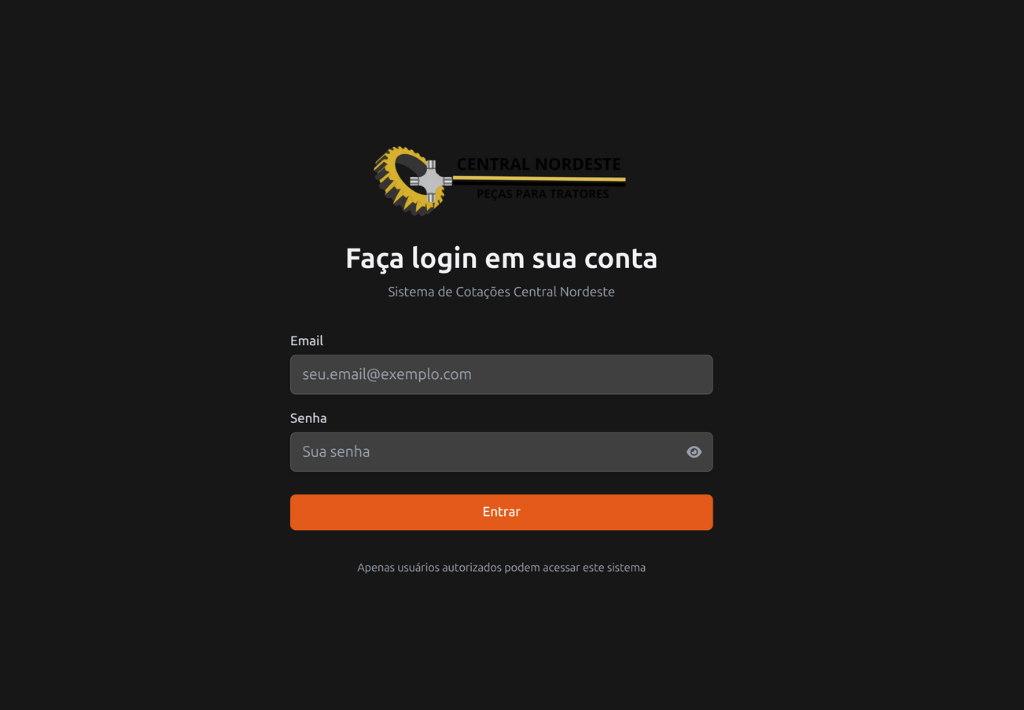 CENTRAL NORDESTE
PEÇAS PARA TRATORES
Faça login em sua conta
Sistema de Cotações Central Nordeste
Email
seu.email@exemplo.com
Senha
Sua senha
Entrar
Apenas usuários autorizados podem acessar este sistema